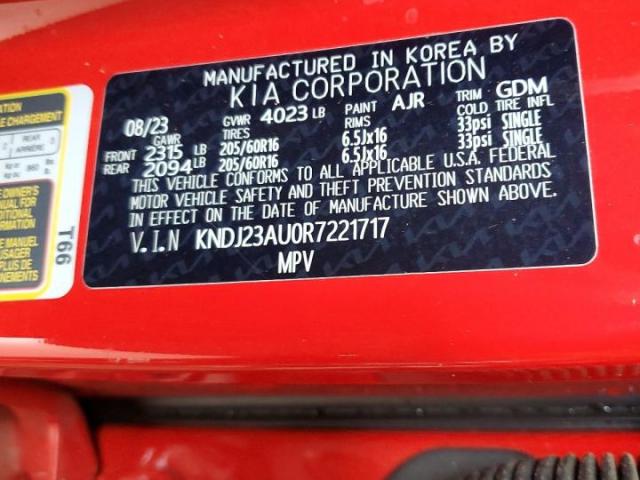 MANUFACTURED IN KOREA BY
KIA CORPORATION
08/23 GVWR 4023 LB PAINT AJR TRIM GDM
GAWR TIRES RIMS COLD TIRE INFL
FRONT 2315 LB 205/60R16 6.5Jx16 33psi SINGLE
REAR 2094 LB 205/60R16 6.5Jx16 33psi SINGLE
THIS VEHICLE CONFORMS TO ALL APPLICABLE U.S.A. FEDERAL
MOTOR VEHICLE SAFETY AND THEFT PREVENTION STANDARDS
IN EFFECT ON THE DATE OF MANUFACTURE SHOWN ABOVE.
V.I.N KNDJ23AU0R7221717
MPV
REAR
ARRIÈRE
T66